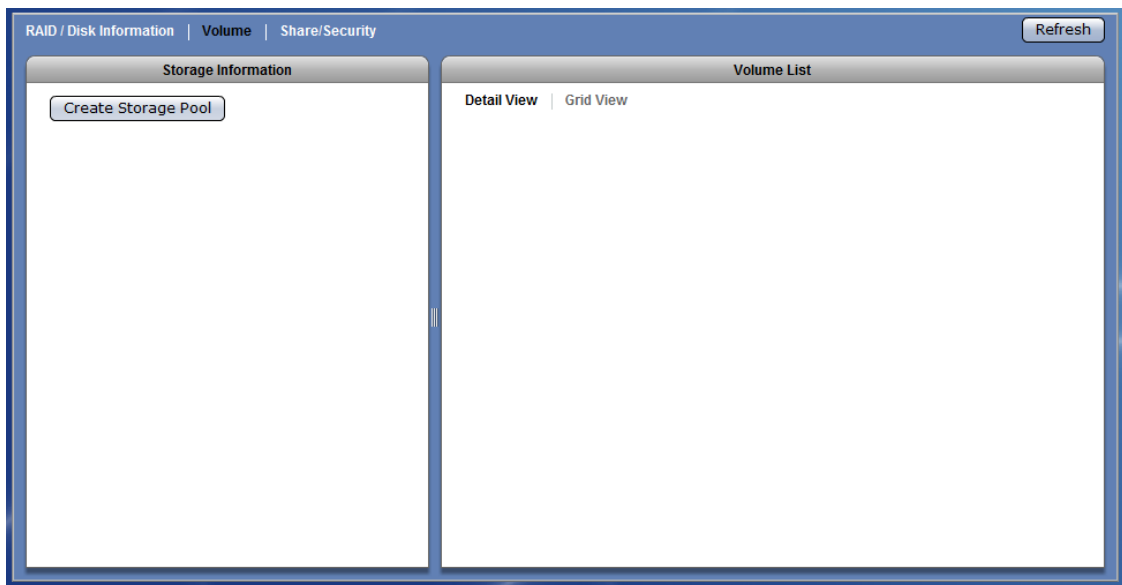 RAID / Disk Information | Volume | Share/Security Refresh
Storage Information
Create Storage Pool
Volume List
Detail View | Grid View